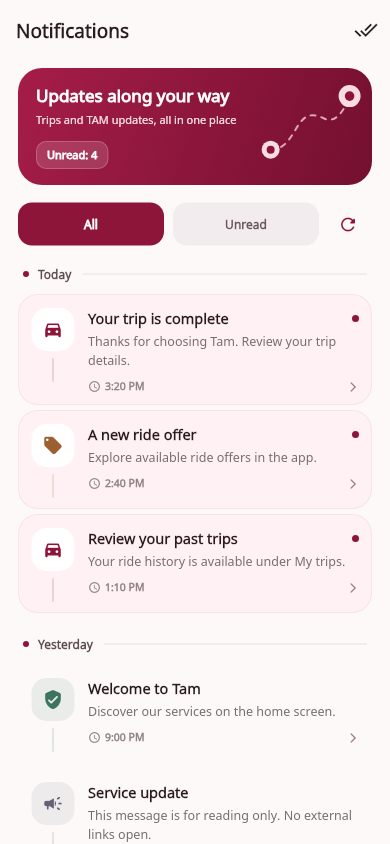 Notifications
Updates along your way
Trips and TAM updates, all in one place
Unread: 4
All
Unread
Today
Your trip is complete
Thanks for choosing Tam. Review your trip
details.
3:20 PM
A new ride offer
Explore available ride offers in the app.
2:40 PM
Review your past trips
Your ride history is available under My trips.
1:10 PM
Yesterday
Welcome to Tam
Discover our services on the home screen.
9:00 PM
Service update
This message is for reading only. No external
links open.